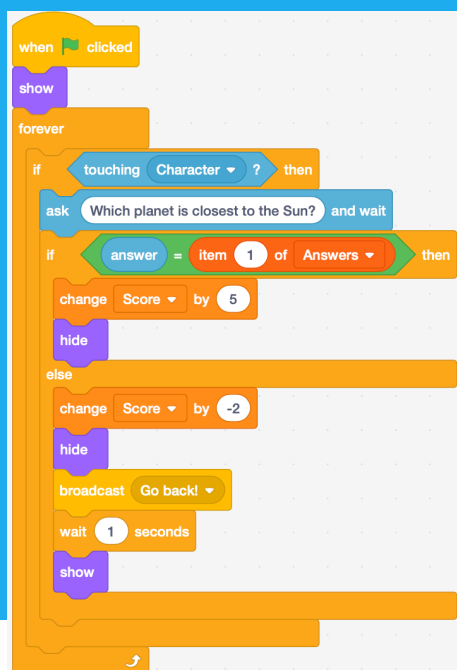 when clicked
show
forever
if touching Character ? then
ask Which planet is closest to the Sun? and wait
if answer = item 1 of Answers then
change Score by 5
hide
else
change Score by -2
hide
broadcast Go back!
wait 1 seconds
show